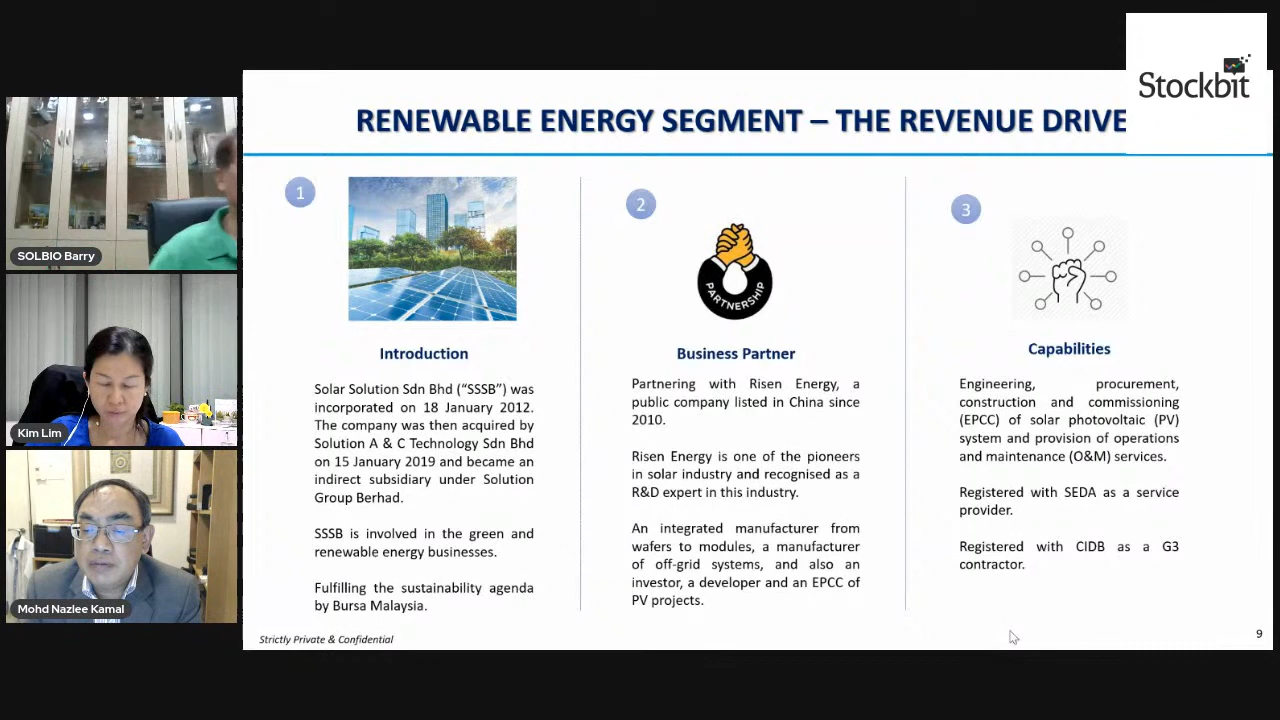 Stockbit
RENEWABLE ENERGY SEGMENT – THE REVENUE DRIVE
SOLBIO Barry
Kim Lim
Mohd Nazlee Kamal
1
Introduction
Solar Solution Sdn Bhd (“SSSB”) was
incorporated on 18 January 2012.
The company was then acquired by
Solution A & C Technology Sdn Bhd
on 15 January 2019 and became an
indirect subsidiary under Solution
Group Berhad.
SSSB is involved in the green and
renewable energy businesses.
Fulfilling the sustainability agenda
by Bursa Malaysia.
2
PARTNERSHIP
Business Partner
Partnering with Risen Energy, a
public company listed in China since
2010.
Risen Energy is one of the pioneers
in solar industry and recognised as a
R&D expert in this industry.
An integrated manufacturer from
wafers to modules, a manufacturer
of off-grid systems, and also an
investor, a developer and an EPCC of
PV projects.
3
Capabilities
Engineering, procurement,
construction and commissioning
(EPCC) of solar photovoltaic (PV)
system and provision of operations
and maintenance (O&M) services.
Registered with SEDA as a service
provider.
Registered with CIDB as a G3
contractor.
Strictly Private & Confidential
9